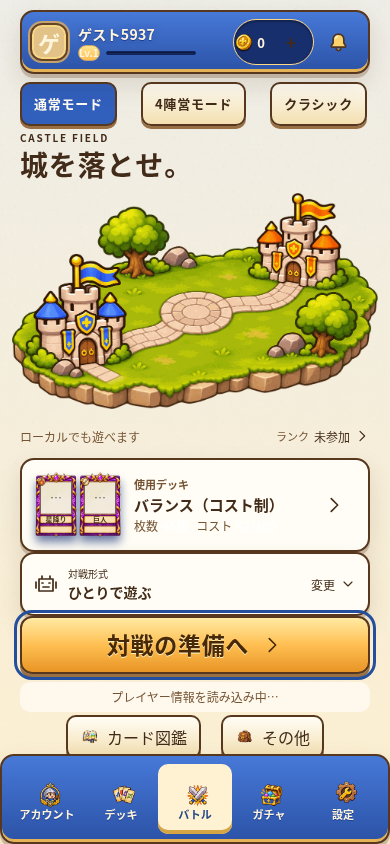 ゲ
ゲスト5937
Lv.1
0
通常モード
4陣営モード
クラシック
CASTLE FIELD
城を落とせ。
ローカルでも遊べます
ランク 未参加
使用デッキ
バランス（コスト制）
枚数 コスト
星降り
巨人
対戦形式
ひとりで遊ぶ
変更
対戦の準備へ
プレイヤー情報を読み込み中…
カード図鑑
その他
アカウント
デッキ
バトル
ガチャ
設定